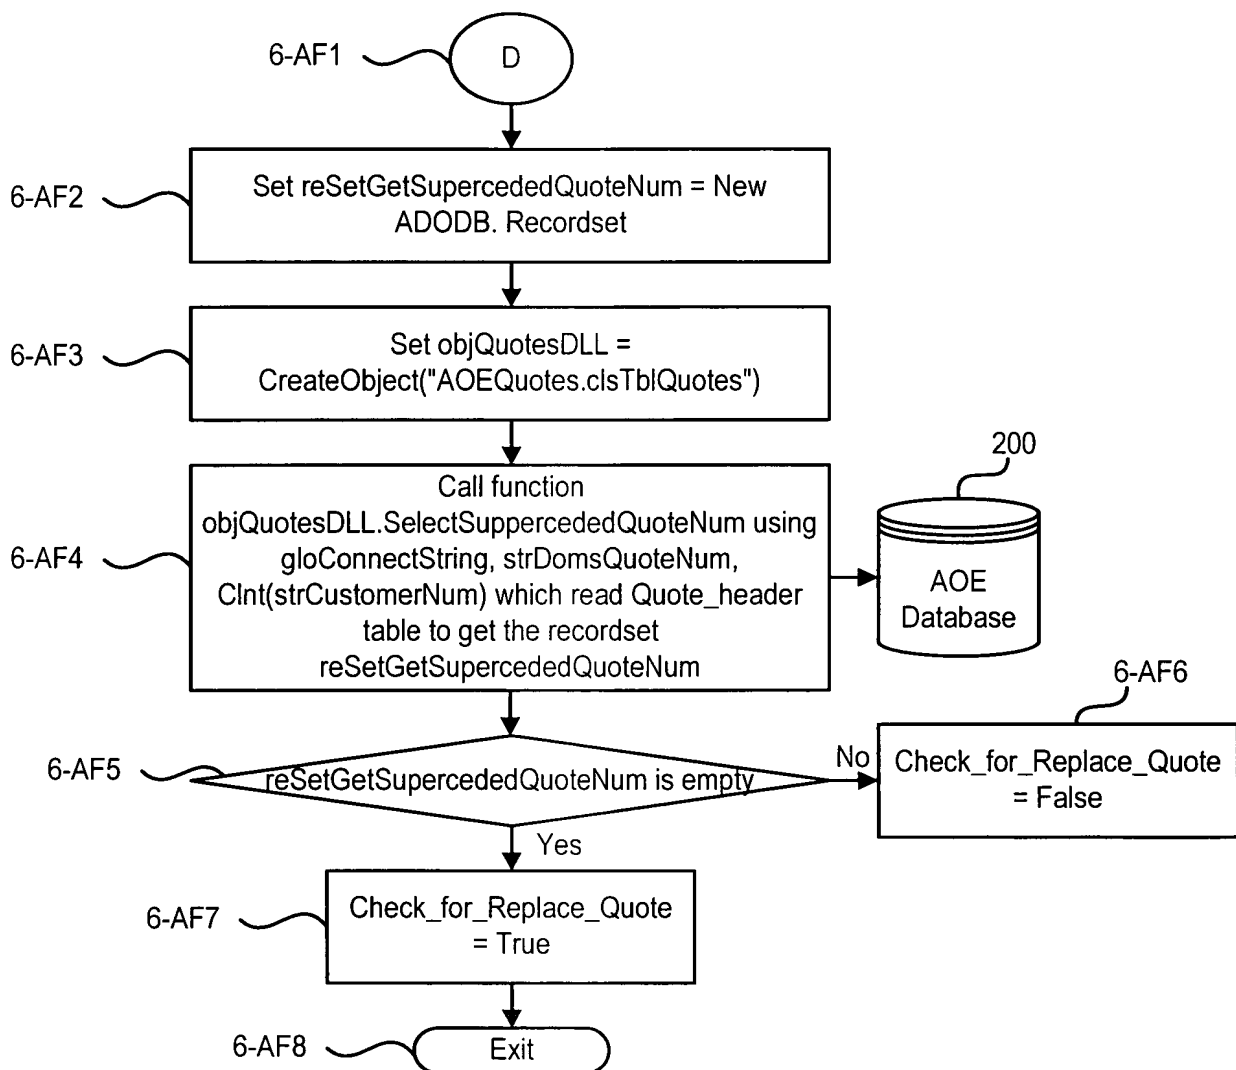 6-AF1
D
6-AF2
Set reSetGetSupercededQuoteNum = New
ADODB. Recordset
6-AF3
Set objQuotesDLL =
CreateObject("AOEQuotes.clsTblQuotes")
6-AF4
Call function
objQuotesDLL.SelectSuppercededQuoteNum using
gloConnectString, strDomsQuoteNum,
CInt(strCustomerNum) which read Quote_header
table to get the recordset
reSetGetSupercededQuoteNum
200
AOE
Database
6-AF5
reSetGetSupercededQuoteNum is empty
No
6-AF6
Check_for_Replace_Quote
= False
Yes
6-AF7
Check_for_Replace_Quote
= True
6-AF8
Exit